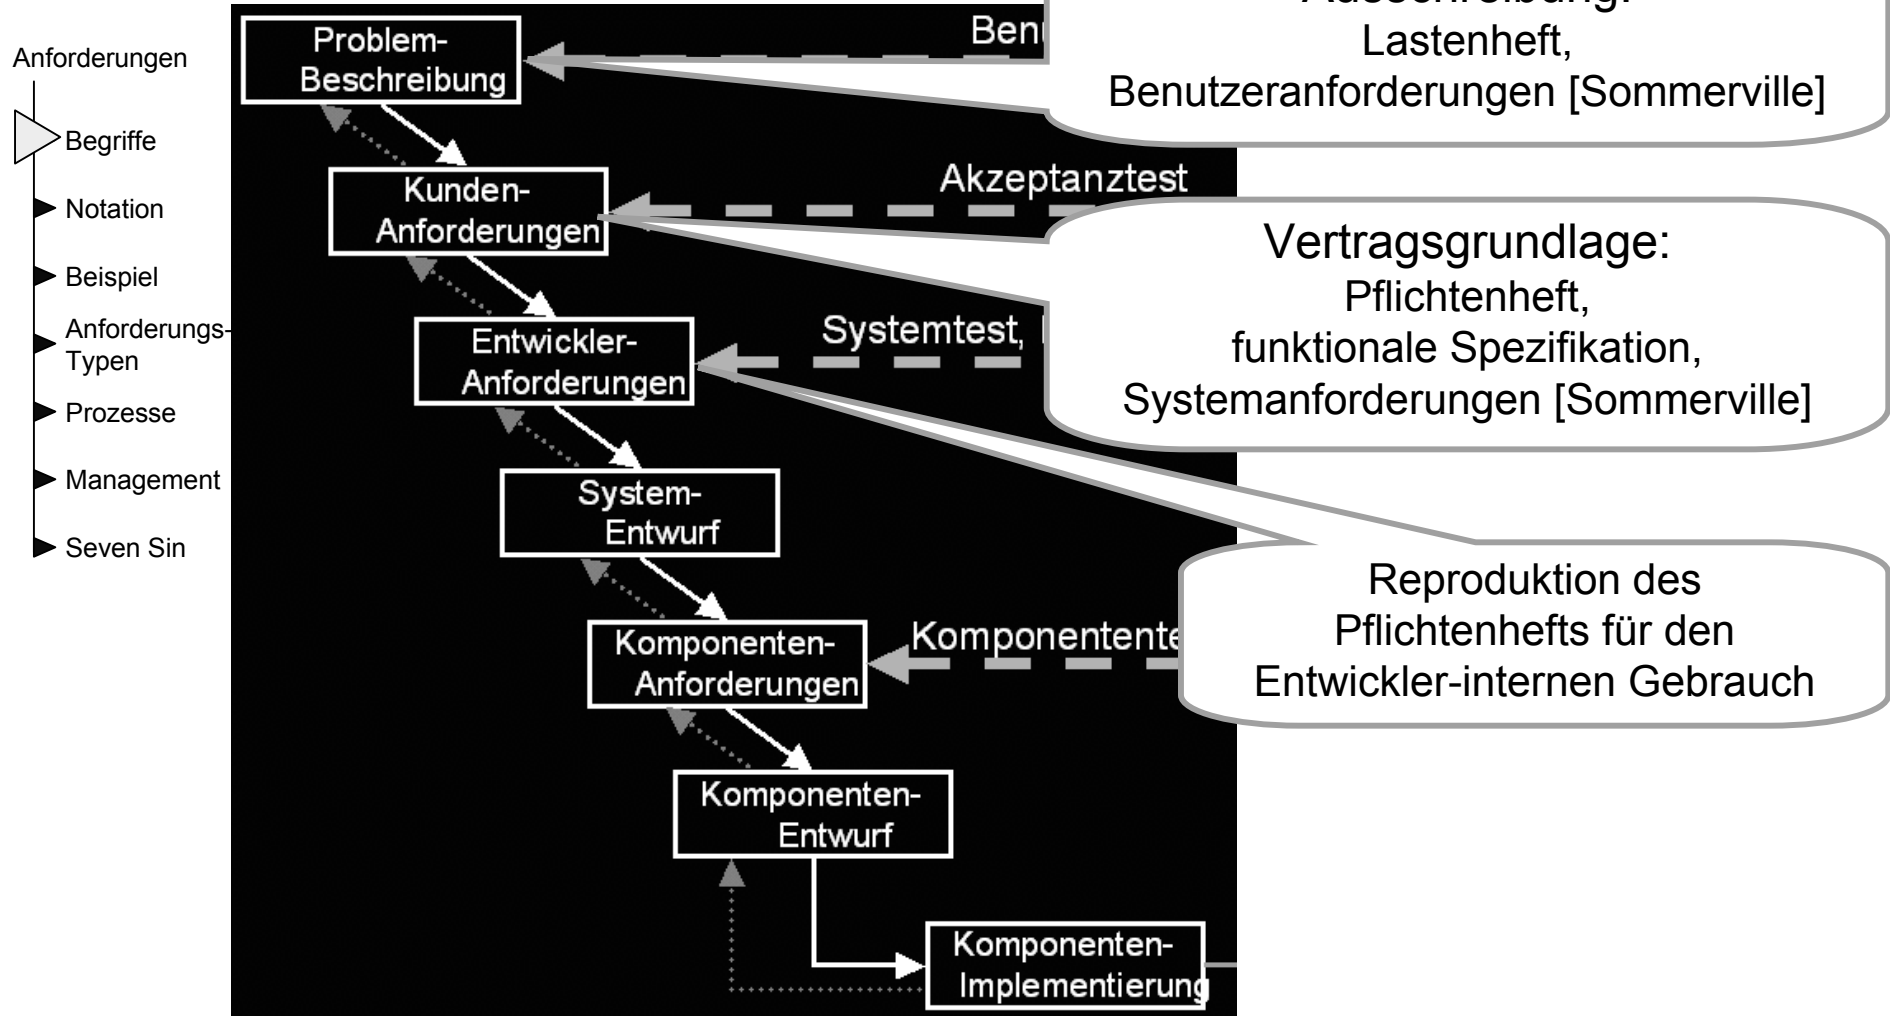 Anforderungen
Begriffe
Notation
Beispiel
Anforderungs-
Typen
Prozesse
Management
Seven Sin
Problem-
Beschreibung
Lastenheft,
Benutzeranforderungen [Sommerville]
Kunden-
Anforderungen
Akzeptanztest
Vertragsgrundlage:
Pflichtenheft,
funktionale Spezifikation,
Systemanforderungen [Sommerville]
Entwickler-
Anforderungen
Systemtest,
System-
Entwurf
Reproduktion des
Pflichtenhefts für den
Entwickler-internen Gebrauch
Komponenten-
Anforderungen
Komponenten-
Entwurf
Komponenten-
Implementierung